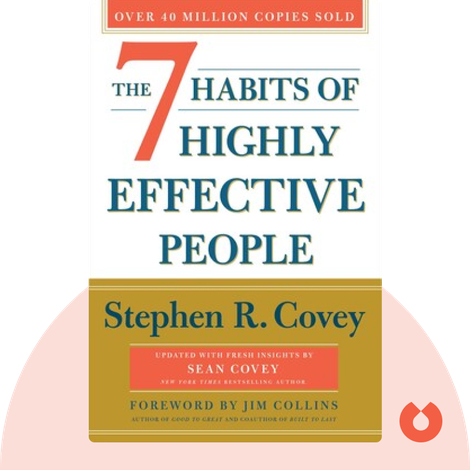 OVER 40 MILLION COPIES SOLD
THE 7 HABITS OF
HIGHLY
EFFECTIVE
PEOPLE
Stephen R. Covey
UPDATED WITH FRESH INSIGHTS BY
SEAN COVEY
NEW YORK TIMES BESTSELLING AUTHOR
FOREWORD BY JIM COLLINS
AUTHOR OF GOOD TO GREAT AND COAUTHOR OF BUILT TO LAST